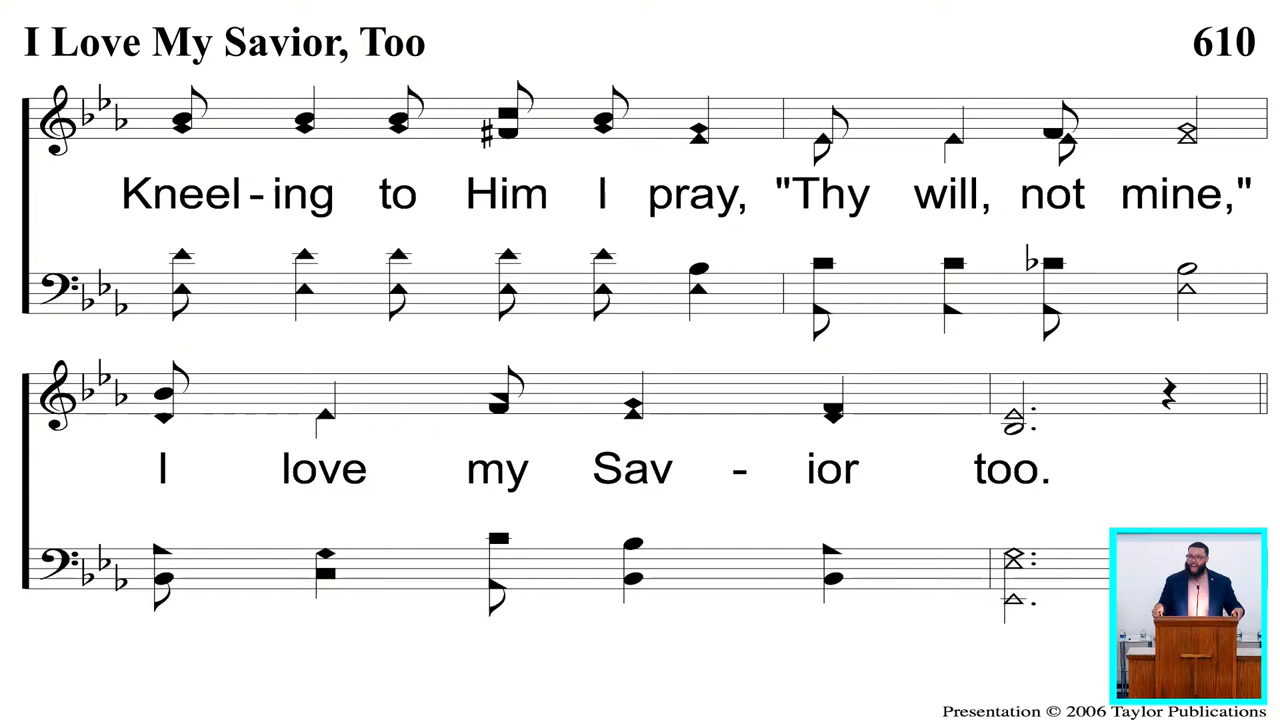 I Love My Savior, Too 610
Kneel - ing to Him I pray, "Thy will, not mine,"
I love my Sav - ior too.
Presentation © 2006 Taylor Publications